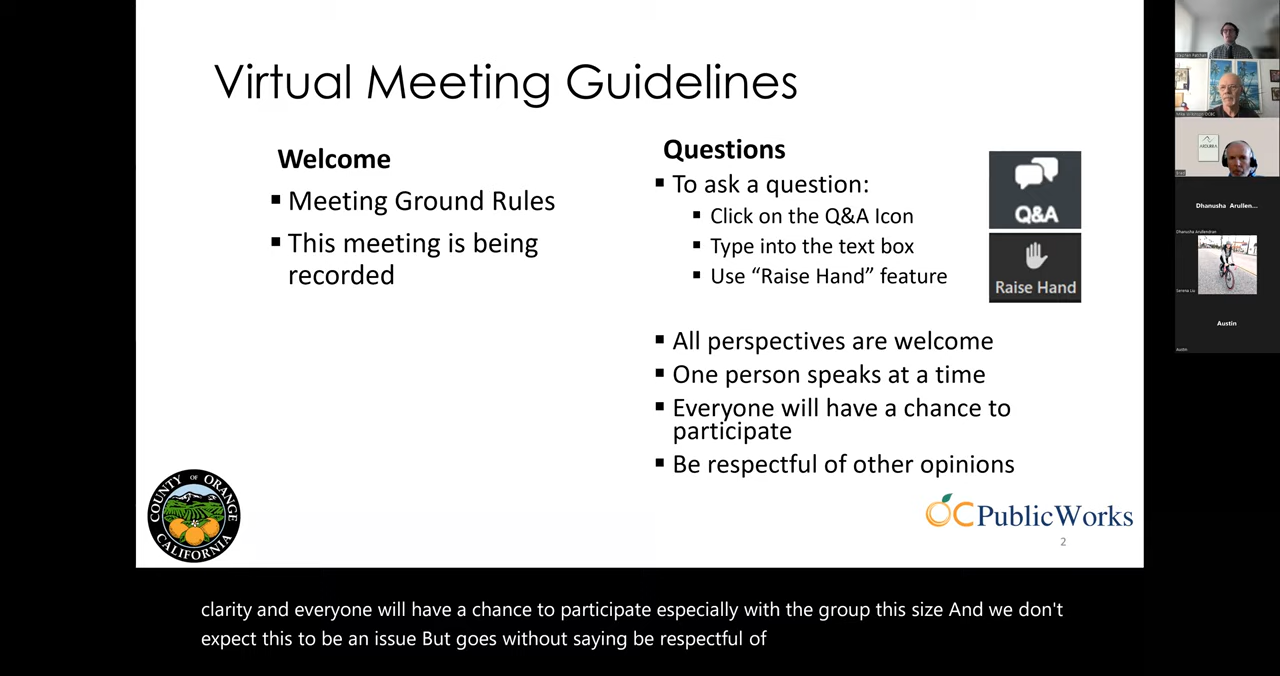 Virtual Meeting Guidelines
Welcome
▪ Meeting Ground Rules
▪ This meeting is being
recorded
Questions
▪ To ask a question:
▪ Click on the Q&A Icon
▪ Type into the text box
▪ Use “Raise Hand” feature
Q&A
Raise Hand
▪ All perspectives are welcome
▪ One person speaks at a time
▪ Everyone will have a chance to
participate
▪ Be respectful of other opinions
COUNTY OF ORANGE
CALIFORNIA
OCPublicWorks
2
clarity and everyone will have a chance to participate especially with the group this size And we don't
expect this to be an issue But goes without saying be respectful of
Dhanusha Arullen...
Dhanusha Arullendran
Serena Liu
Austin
Austin